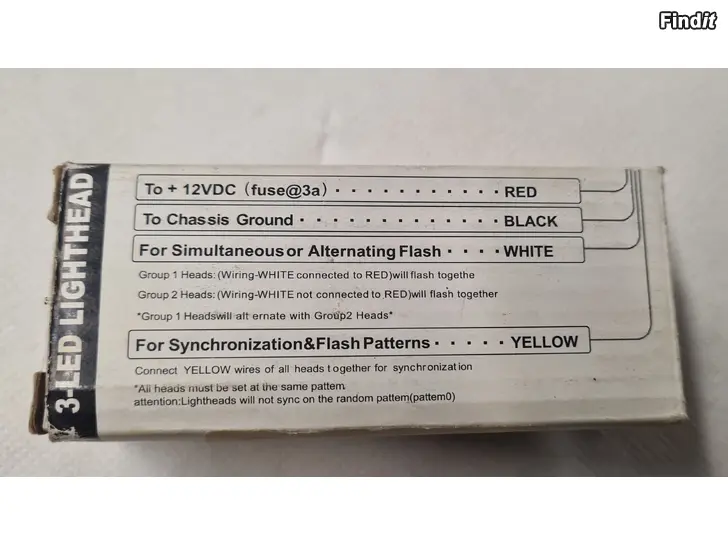 Findit
3-LED LIGHTHEAD
To + 12VDC (fuse@3a) · · · · · · · · · · · RED
To Chassis Ground · · · · · · · · · · · · · BLACK
For Simultaneous or Alternating Flash · · · · WHITE
Group 1 Heads: (Wiring-WHITE connected to RED)will flash togethe
Group 2 Heads: (Wiring-WHITE not connected to RED)will flash together
*Group 1 Headswill alt ernate with Group2 Heads*
For Synchronization&Flash Patterns · · · · · YELLOW
Connect YELLOW wires of all heads t ogether for synchronization
*All heads must be set at the same pattem.
attention:Lightheads will not sync on the random pattem(pattem0)